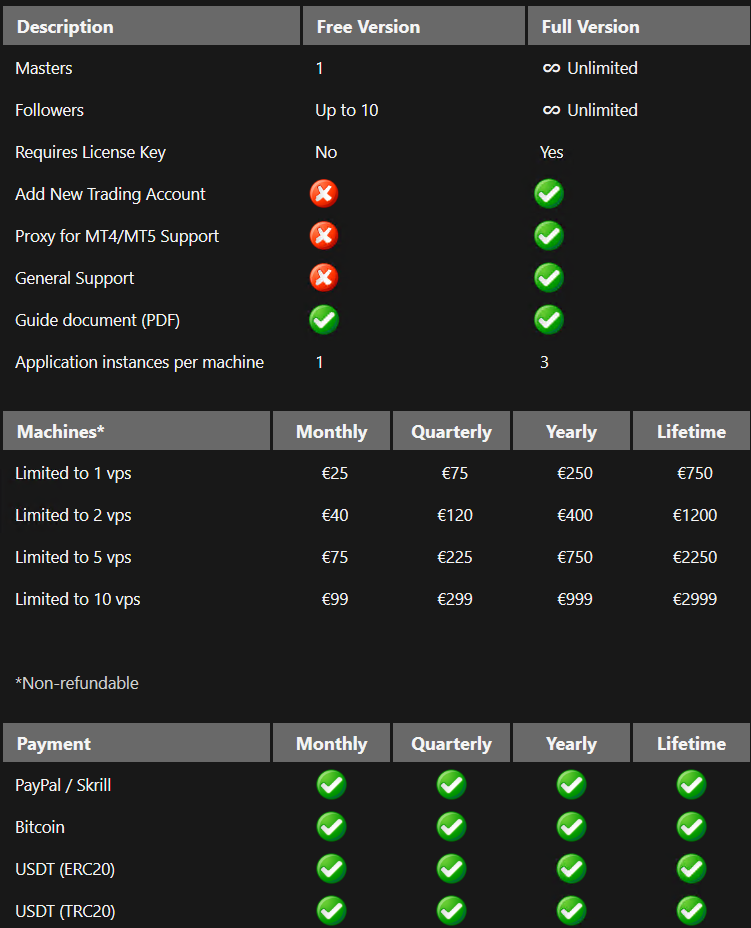 Description Free Version Full Version
Masters 1 ∞ Unlimited
Followers Up to 10 ∞ Unlimited
Requires License Key No Yes
Add New Trading Account
Proxy for MT4/MT5 Support
General Support
Guide document (PDF)
Application instances per machine 1 3
Machines* Monthly Quarterly Yearly Lifetime
Limited to 1 vps €25 €75 €250 €750
Limited to 2 vps €40 €120 €400 €1200
Limited to 5 vps €75 €225 €750 €2250
Limited to 10 vps €99 €299 €999 €2999
*Non-refundable
Payment Monthly Quarterly Yearly Lifetime
PayPal / Skrill
Bitcoin
USDT (ERC20)
USDT (TRC20)